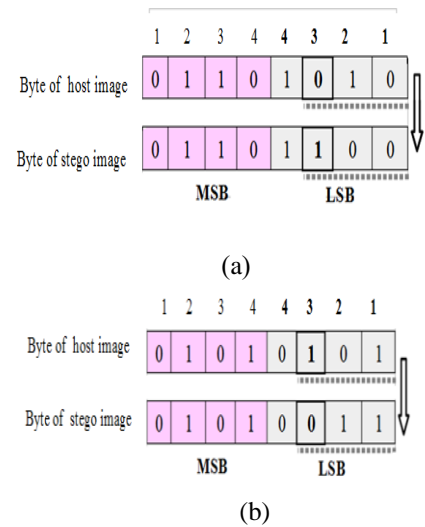 1 2 3 4 4 3 2 1
Byte of host image 0 1 1 0 1 0 1 0
Byte of stego image 0 1 1 0 1 1 0 0
MSB LSB
(a)
1 2 3 4 4 3 2 1
Byte of host image 0 1 0 1 0 1 0 1
Byte of stego image 0 1 0 1 0 0 1 1
MSB LSB
(b)